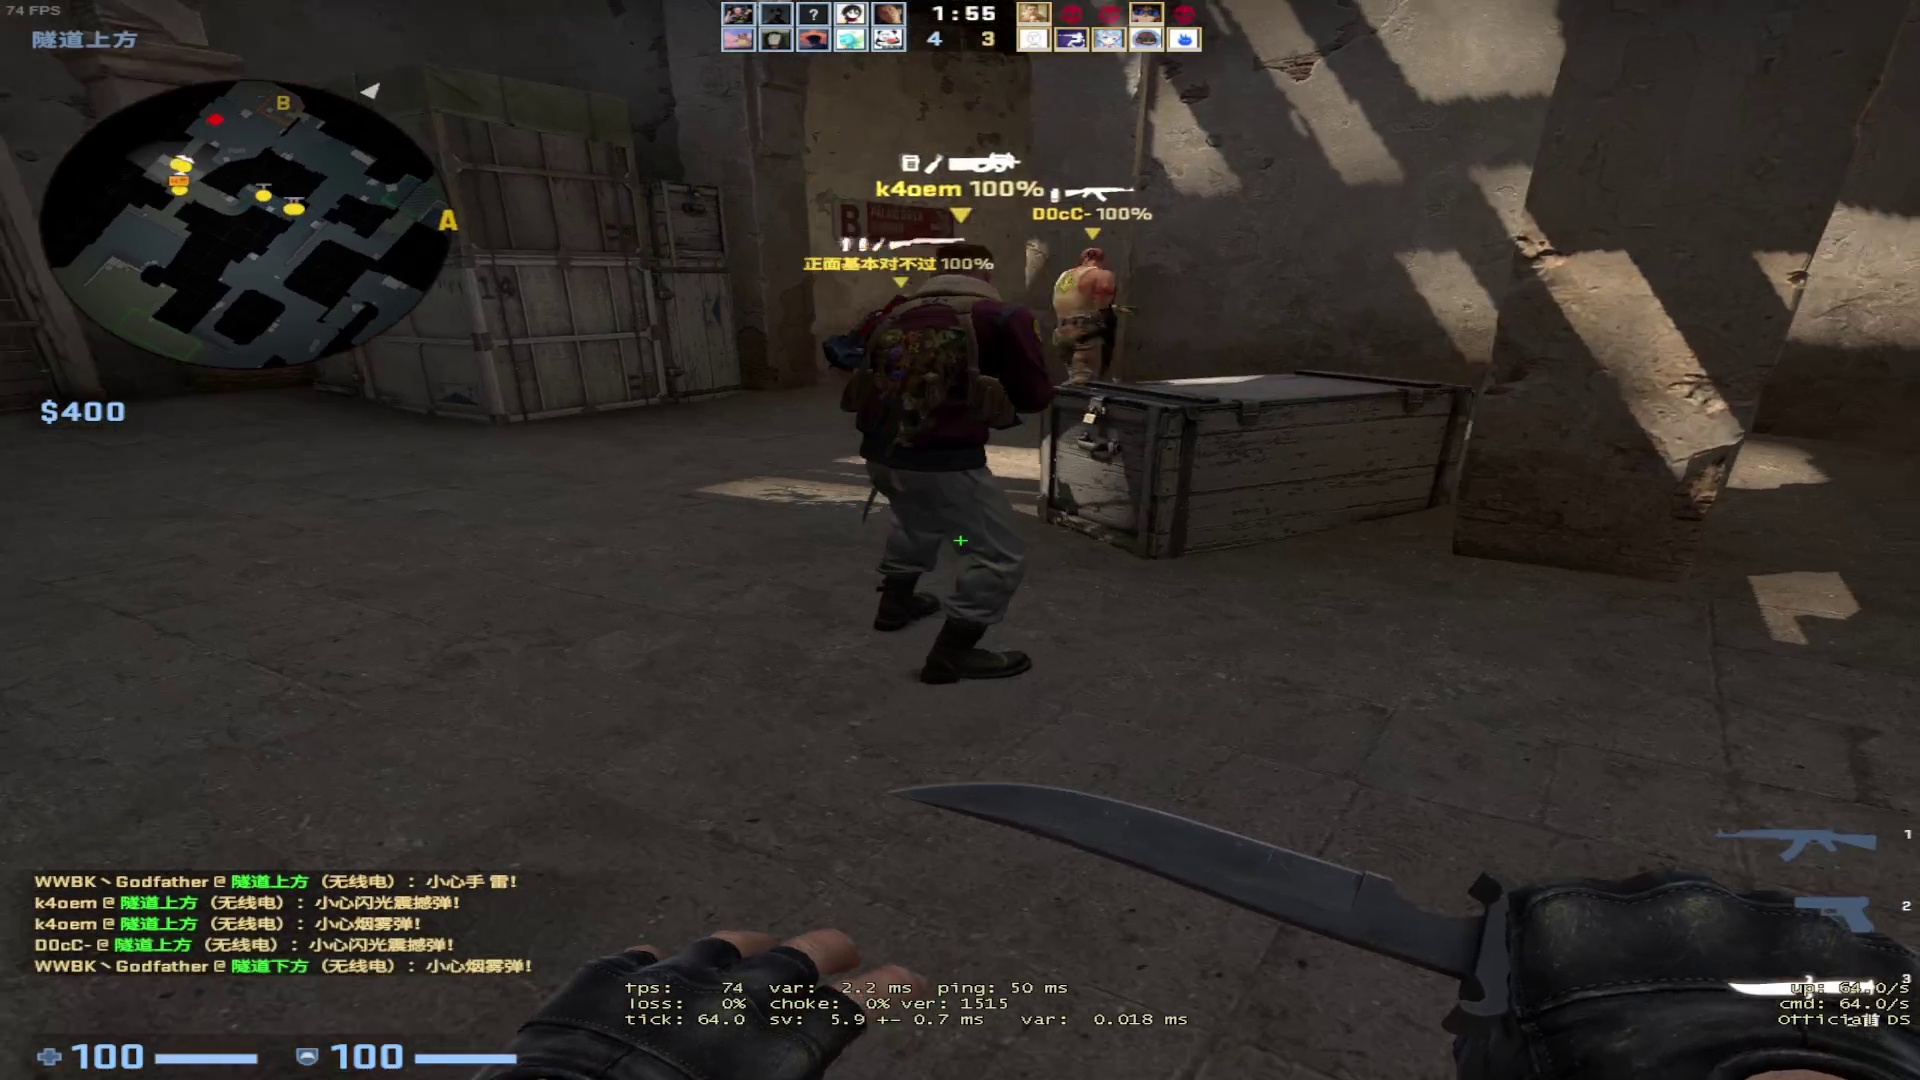 74 FPS
隧道上方
1:55
4 3
?
B
A
k4oem 100%
D0cC- 100%
B
正面基本对不过 100%
$400
1
2
3
WWBK丶Godfather @ 隧道上方 (无线电) : 小心手 雷!
k4oem @ 隧道上方 (无线电) : 小心闪光震撼弹!
k4oem @ 隧道上方 (无线电) : 小心烟雾弹!
D0cC- @ 隧道上方 (无线电) : 小心闪光震撼弹!
WWBK丶Godfather @ 隧道下方 (无线电) : 小心烟雾弹!
tps: 74 var: 2.2 ms ping: 50 ms
loss: 0% choke: 0% ver: 1515
tick: 64.0 sv: 5.9 +- 0.7 ms var: 0.018 ms
up: 64.0/s
cmd: 64.0/s
Official DS
100 100